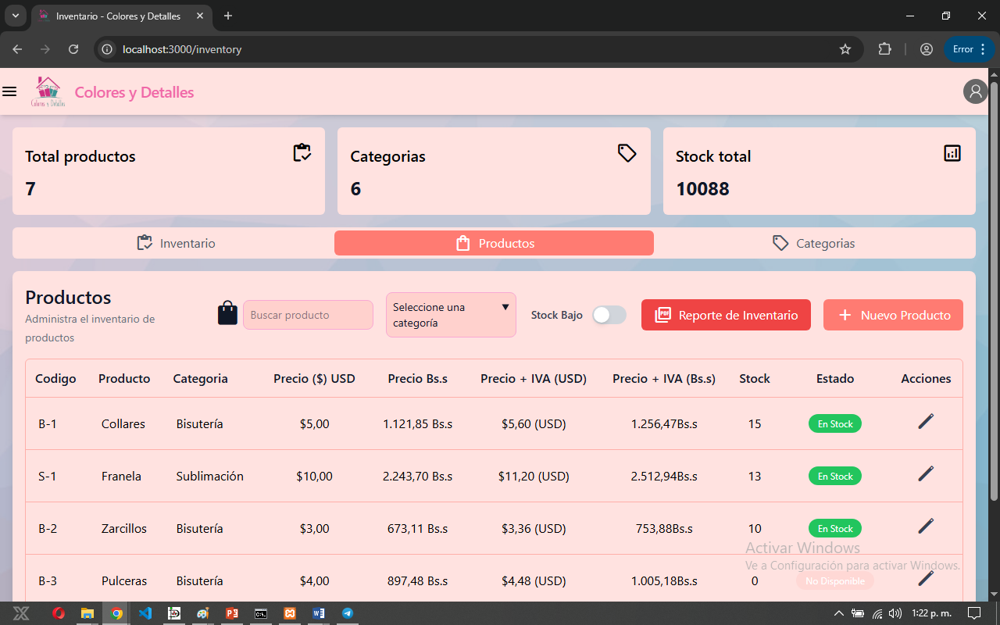 Inventario - Colores y Detalles
localhost:3000/inventory
Error
Colores y Detalles
Colores y Detalles
Total productos
7
Categorias
6
Stock total
10088
Inventario
Productos
Categorias
Productos
Administra el inventario de
productos
Buscar producto
Seleccione una
categoría
Stock Bajo
PDF
Reporte de Inventario
Nuevo Producto
Codigo Producto Categoria Precio ($) USD Precio Bs.s Precio + IVA (USD) Precio + IVA (Bs.s) Stock Estado Acciones
B-1 Collares Bisutería $5,00 1.121,85 Bs.s $5,60 (USD) 1.256,47Bs.s 15 En Stock
S-1 Franela Sublimación $10,00 2.243,70 Bs.s $11,20 (USD) 2.512,94Bs.s 13 En Stock
B-2 Zarcillos Bisutería $3,00 673,11 Bs.s $3,36 (USD) 753,88Bs.s 10 En Stock
Activar Windows
Ve a Configuración para activar Windows.
B-3 Pulceras Bisutería $4,00 897,48 Bs.s $4,48 (USD) 1.005,18Bs.s 0 No Disponible
1:22 p. m.